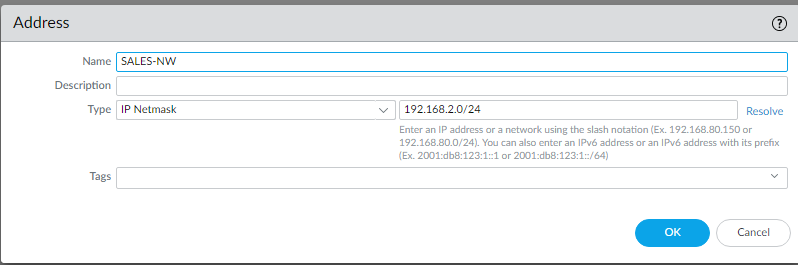 Address
Name SALES-NW
Description
Type IP Netmask 192.168.2.0/24 Resolve
Enter an IP address or a network using the slash notation (Ex. 192.168.80.150 or
192.168.80.0/24). You can also enter an IPv6 address or an IPv6 address with its prefix
(Ex. 2001:db8:123:1::1 or 2001:db8:123:1::/64)
Tags
OK Cancel